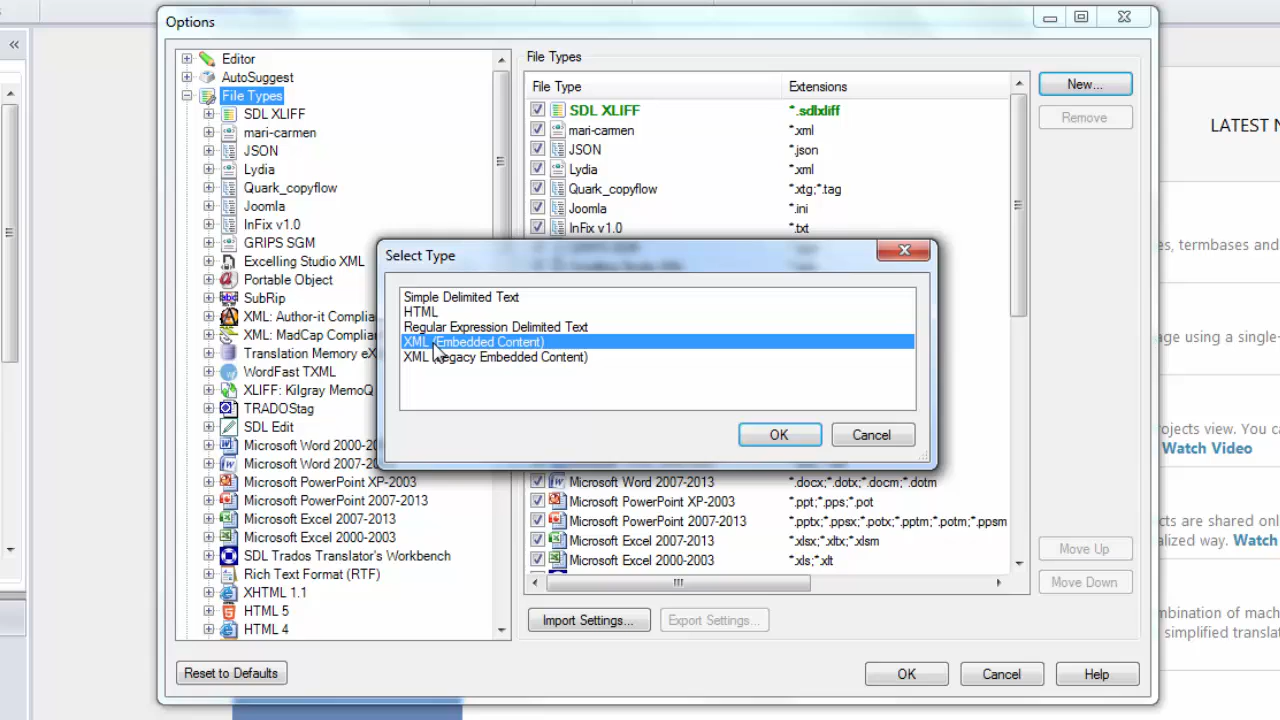 Options
Editor
AutoSuggest
File Types
SDL XLIFF
mari-carmen
JSON
Lydia
Quark_copyflow
Joomla
InFix v1.0
GRIPS SGM
Excelling Studio XML
Portable Object
SubRip
XML: Author-it Complia
XML: MadCap Complian
Translation Memory eX
WordFast TXML
XLIFF: Kilgray MemoQ
TRADOStag
SDL Edit
Microsoft Word 2000-20
Microsoft Word 2007-20
Microsoft PowerPoint XP-2003
Microsoft PowerPoint 2007-2013
Microsoft Excel 2007-2013
Microsoft Excel 2000-2003
SDL Trados Translator's Workbench
Rich Text Format (RTF)
XHTML 1.1
HTML 5
HTML 4
Reset to Defaults
File Types
File Type Extensions
SDL XLIFF *.sdlxliff
mari-carmen *.xml
JSON *.json
Lydia *.xml
Quark_copyflow *.xtg;*.tag
Joomla *.ini
InFix v1.0 *.txt
Select Type
Simple Delimited Text
HTML
Regular Expression Delimited Text
XML (Embedded Content)
XML (Legacy Embedded Content)
OK Cancel
Microsoft Word 2007-2013 *.docx;*.dotx;*.docm;*.dotm
Microsoft PowerPoint XP-2003 *.ppt;*.pps;*.pot
Microsoft PowerPoint 2007-2013 *.pptx;*.ppsx;*.potx;*.pptm;*.potm;*.ppsm
Microsoft Excel 2007-2013 *.xlsx;*.xltx;*.xlsm
Microsoft Excel 2000-2003 *.xls;*.xlt
Import Settings... Export Settings...
New...
Remove
Move Up
Move Down
OK Cancel Help
LATEST N
es, termbases and
age using a single-
ojects view. You ca
Watch Video
cts are shared onl
alized way. Watch
mbination of mach
simplified translat